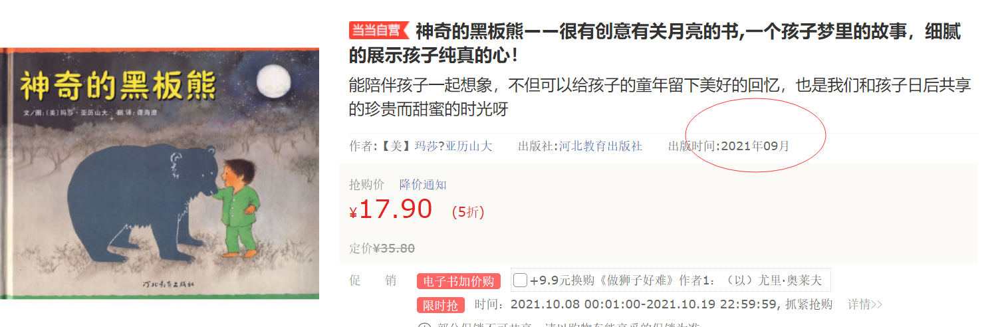 神奇的黑板熊
文/图:〔美〕玛莎·亚历山大 翻译:谭海澄
河北教育出版社
当当自营 神奇的黑板熊——很有创意有关月亮的书,一个孩子梦里的故事，细腻
的展示孩子纯真的心！
能陪伴孩子一起想象，不但可以给孩子的童年留下美好的回忆，也是我们和孩子日后共享
的珍贵而甜蜜的时光呀
作者:【美】玛莎?亚历山大 出版社:河北教育出版社 出版时间:2021年09月
抢购价 降价通知
¥17.90 (5折)
定价¥35.80
促 销 电子书加价购 +9.9元换购《做狮子好难》作者1：（以）尤里·奥莱夫
限时抢 时间：2021.10.08 00:01:00-2021.10.19 22:59:59, 抓紧抢购 详情>>